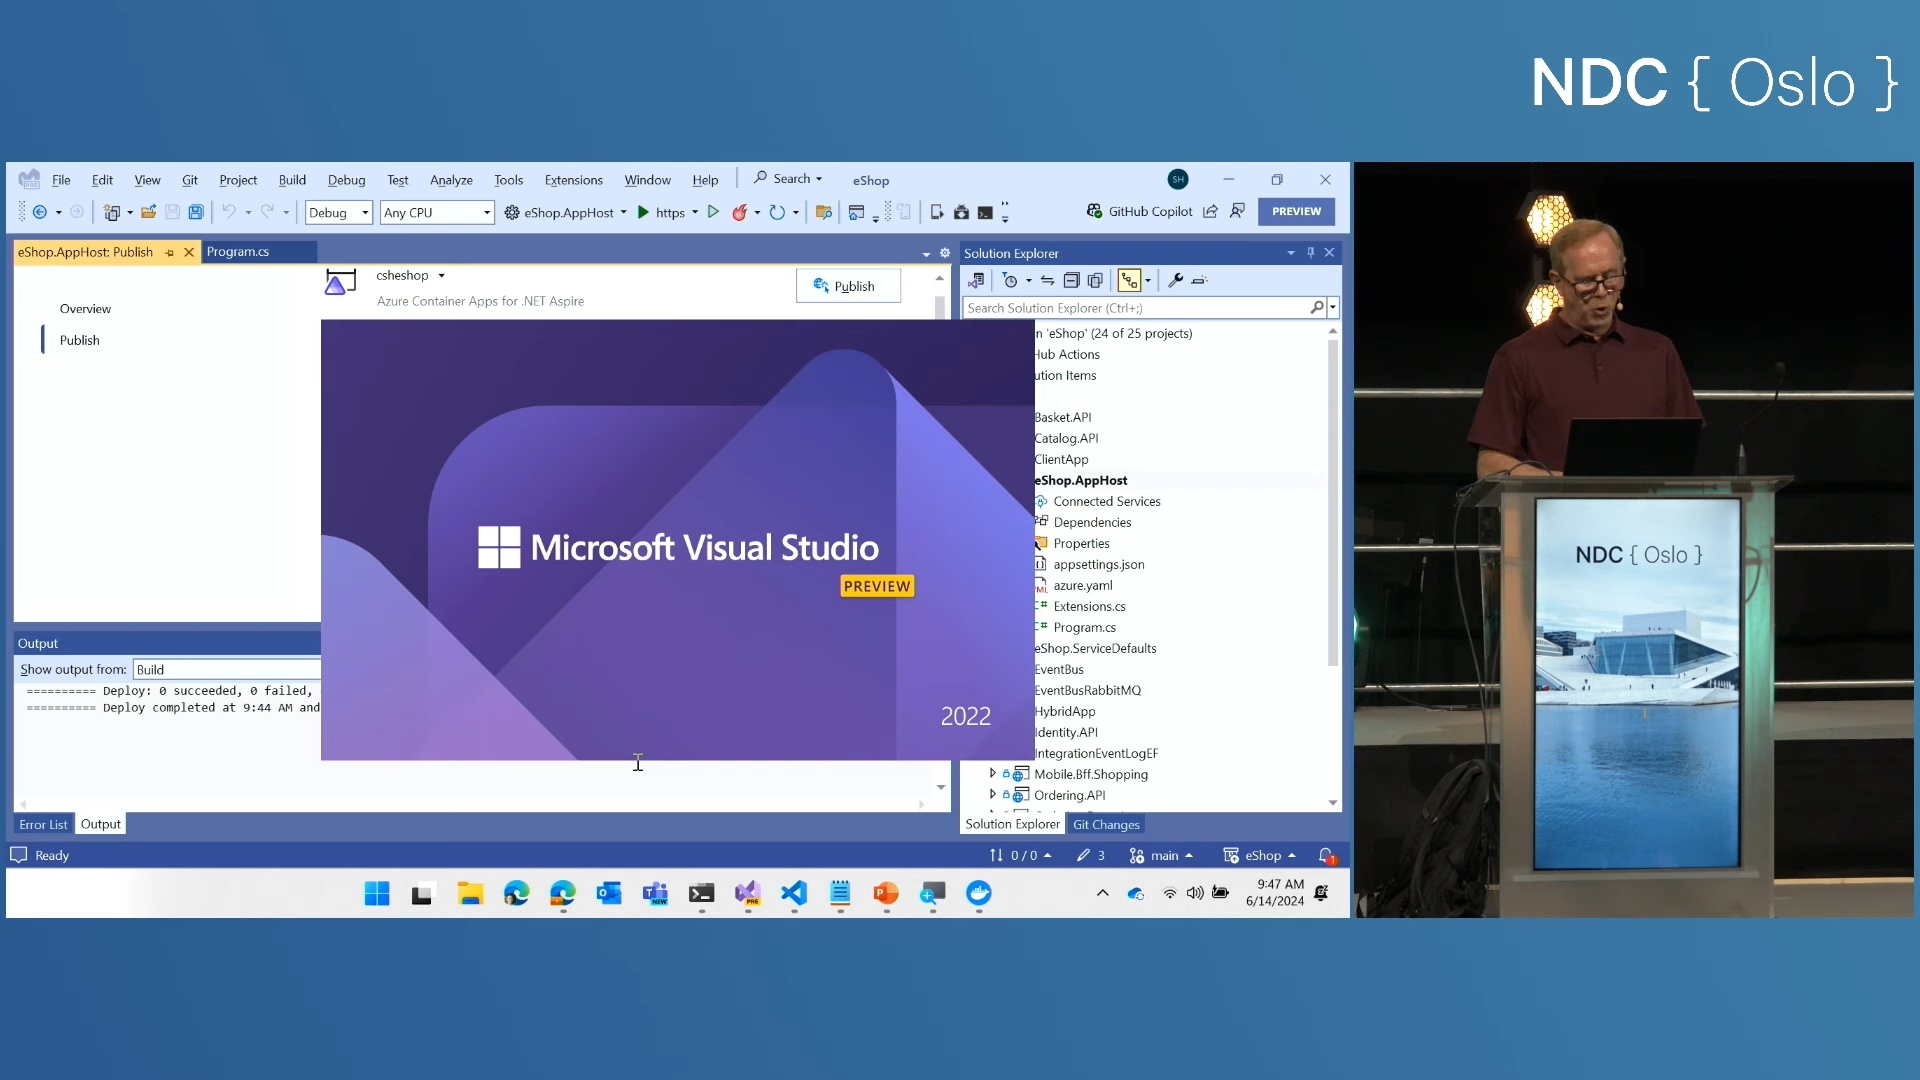 NDC { Oslo }
File Edit View Git Project Build Debug Test Analyze Tools Extensions Window Help Search eShop SH
Debug Any CPU eShop.AppHost https GitHub Copilot PREVIEW
eShop.AppHost: Publish Program.cs
Overview
Publish
csheshop
Azure Container Apps for .NET Aspire
Publish
Microsoft Visual Studio
PREVIEW
2022
Output
Show output from: Build
========== Deploy: 0 succeeded, 0 failed,
========== Deploy completed at 9:44 AM and
Error List Output
Solution Explorer
Search Solution Explorer (Ctrl+;)
n 'eShop' (24 of 25 projects)
Hub Actions
ution Items
Basket.API
Catalog.API
ClientApp
eShop.AppHost
Connected Services
Dependencies
Properties
appsettings.json
azure.yaml
Extensions.cs
Program.cs
eShop.ServiceDefaults
EventBus
EventBusRabbitMQ
HybridApp
Identity.API
IntegrationEventLogEF
Mobile.Bff.Shopping
Ordering.API
Solution Explorer Git Changes
Ready 0 / 0 3 main eShop 1
NEW PRE
9:47 AM
6/14/2024
NDC { Oslo }